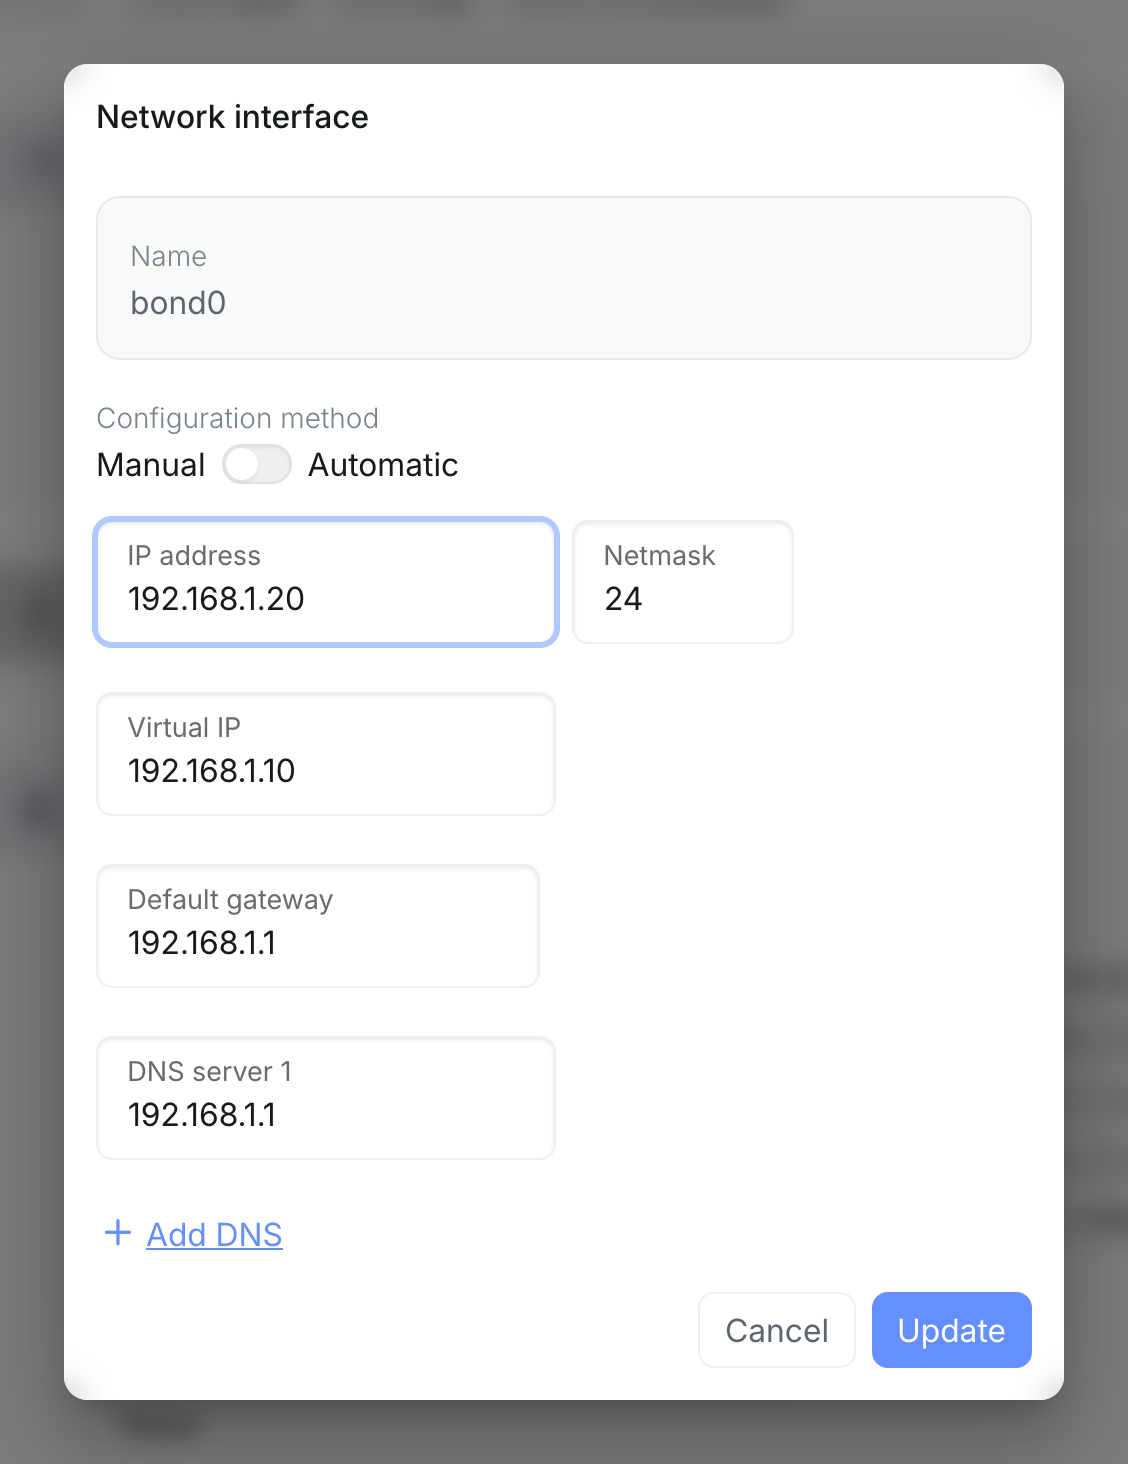 Network interface
Name
bond0
Configuration method
Manual Automatic
IP address
192.168.1.20
Netmask
24
Virtual IP
192.168.1.10
Default gateway
192.168.1.1
DNS server 1
192.168.1.1
+ Add DNS
Cancel Update